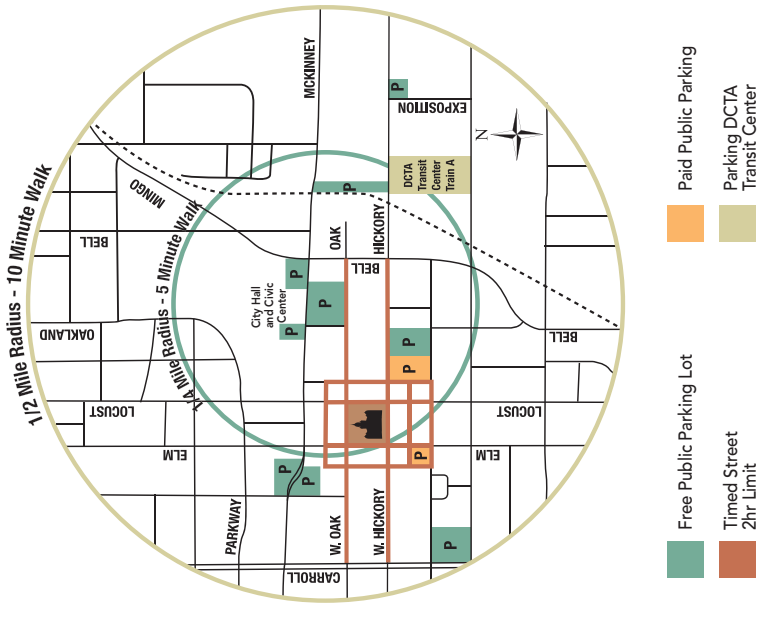 1/2 Mile Radius - 10 Minute Walk
1/4 Mile Radius - 5 Minute Walk
MCKINNEY
P
EXPOSITION
N
MINGO
P
DCTA
Transit
Center
Train A
BELL
OAK
HICKORY
BELL
City Hall
and Civic
Center
P
P
P
OAKLAND
P
P
BELL
LOCUST
LOCUST
ELM
P
ELM
P
P
PARKWAY
W. OAK
W. HICKORY
P
CARROLL
Free Public Parking Lot
Timed Street
2hr Limit
Paid Public Parking
Parking DCTA
Transit Center